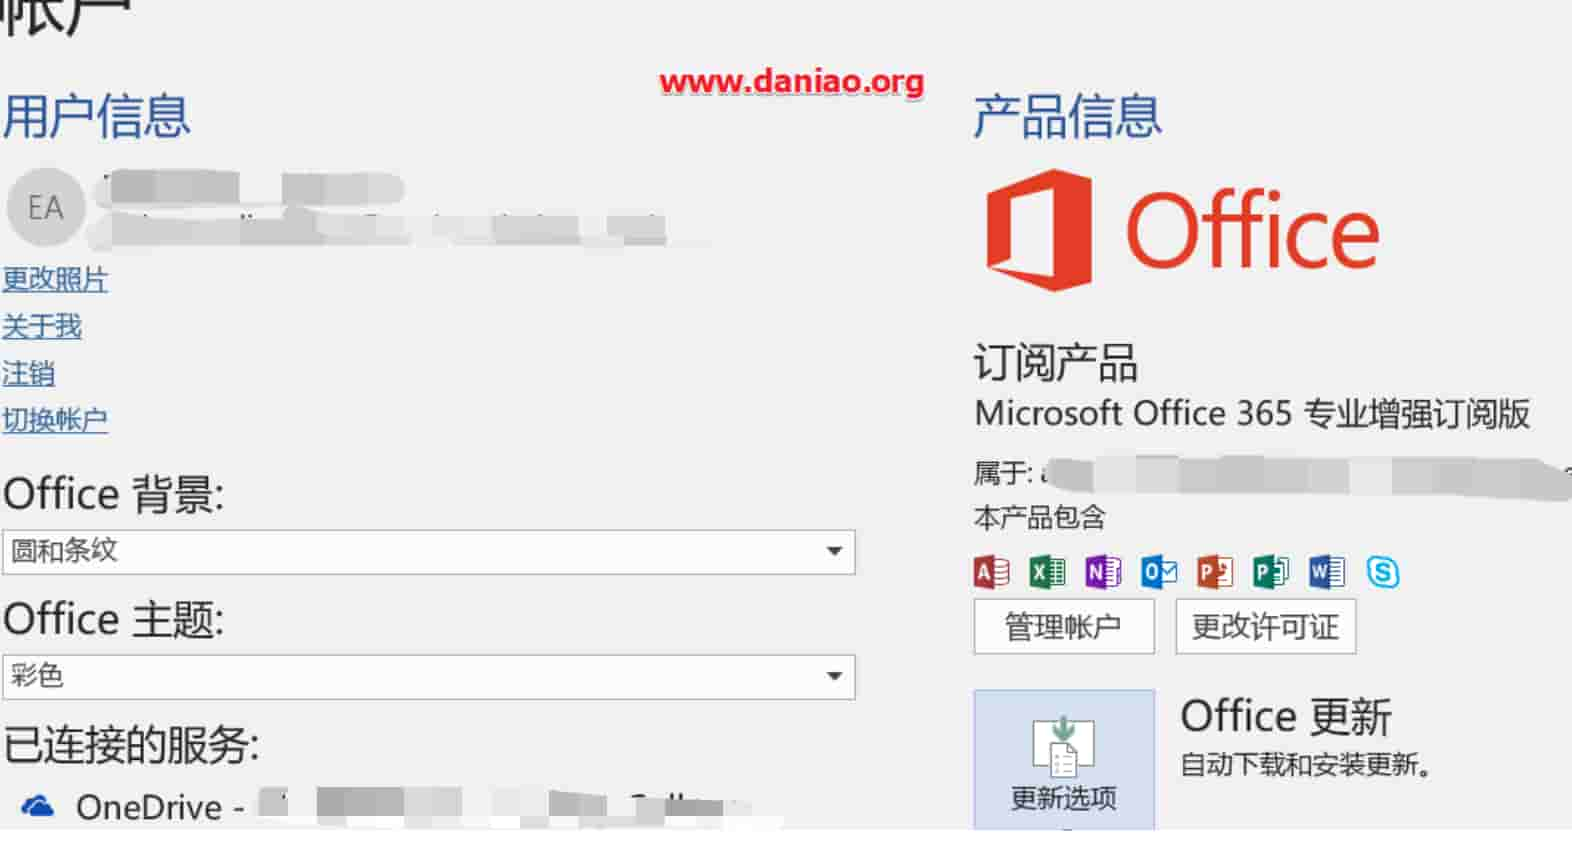 帐户
www.daniao.org
用户信息
EA
更改照片
关于我
注销
切换帐户
Office 背景:
圆和条纹
Office 主题:
彩色
已连接的服务:
OneDrive -
产品信息
Office
订阅产品
Microsoft Office 365 专业增强订阅版
属于:
本产品包含
A X N O P P W S
管理帐户
更改许可证
更新选项
Office 更新
自动下载和安装更新。